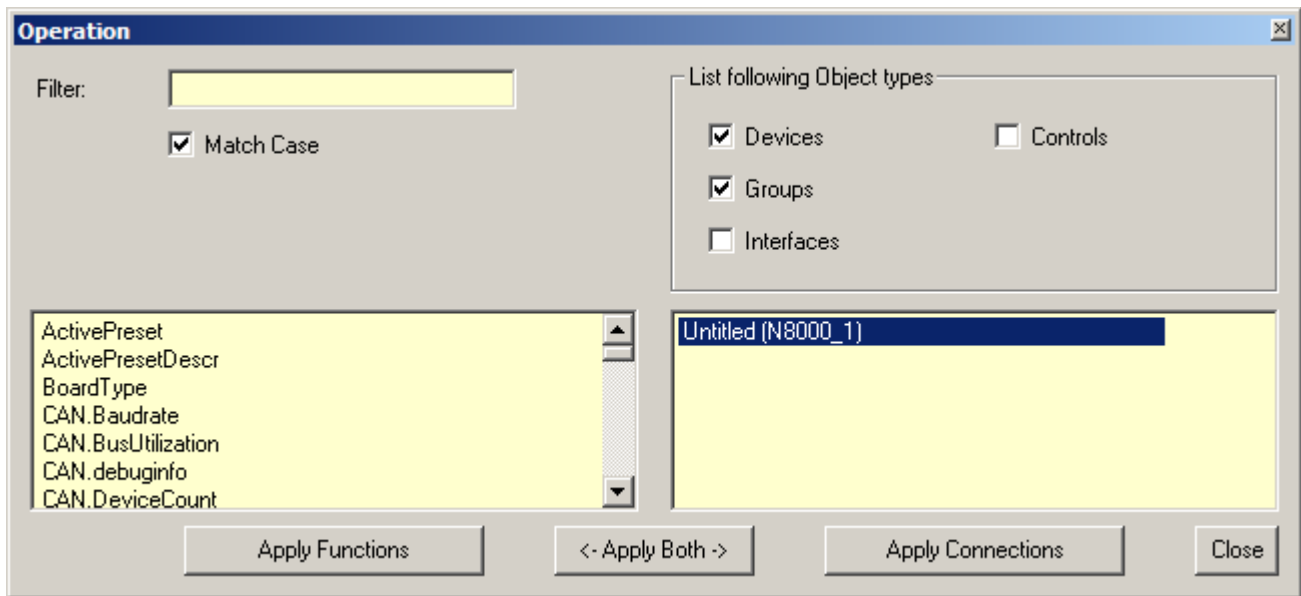 Operation
Filter:
Match Case
List following Object types
Devices
Controls
Groups
Interfaces
ActivePreset
ActivePresetDescr
BoardType
CAN.Baudrate
CAN.BusUtilization
CAN.debuginfo
CAN.DeviceCount
Untitled (N8000_1)
Apply Functions
<- Apply Both ->
Apply Connections
Close